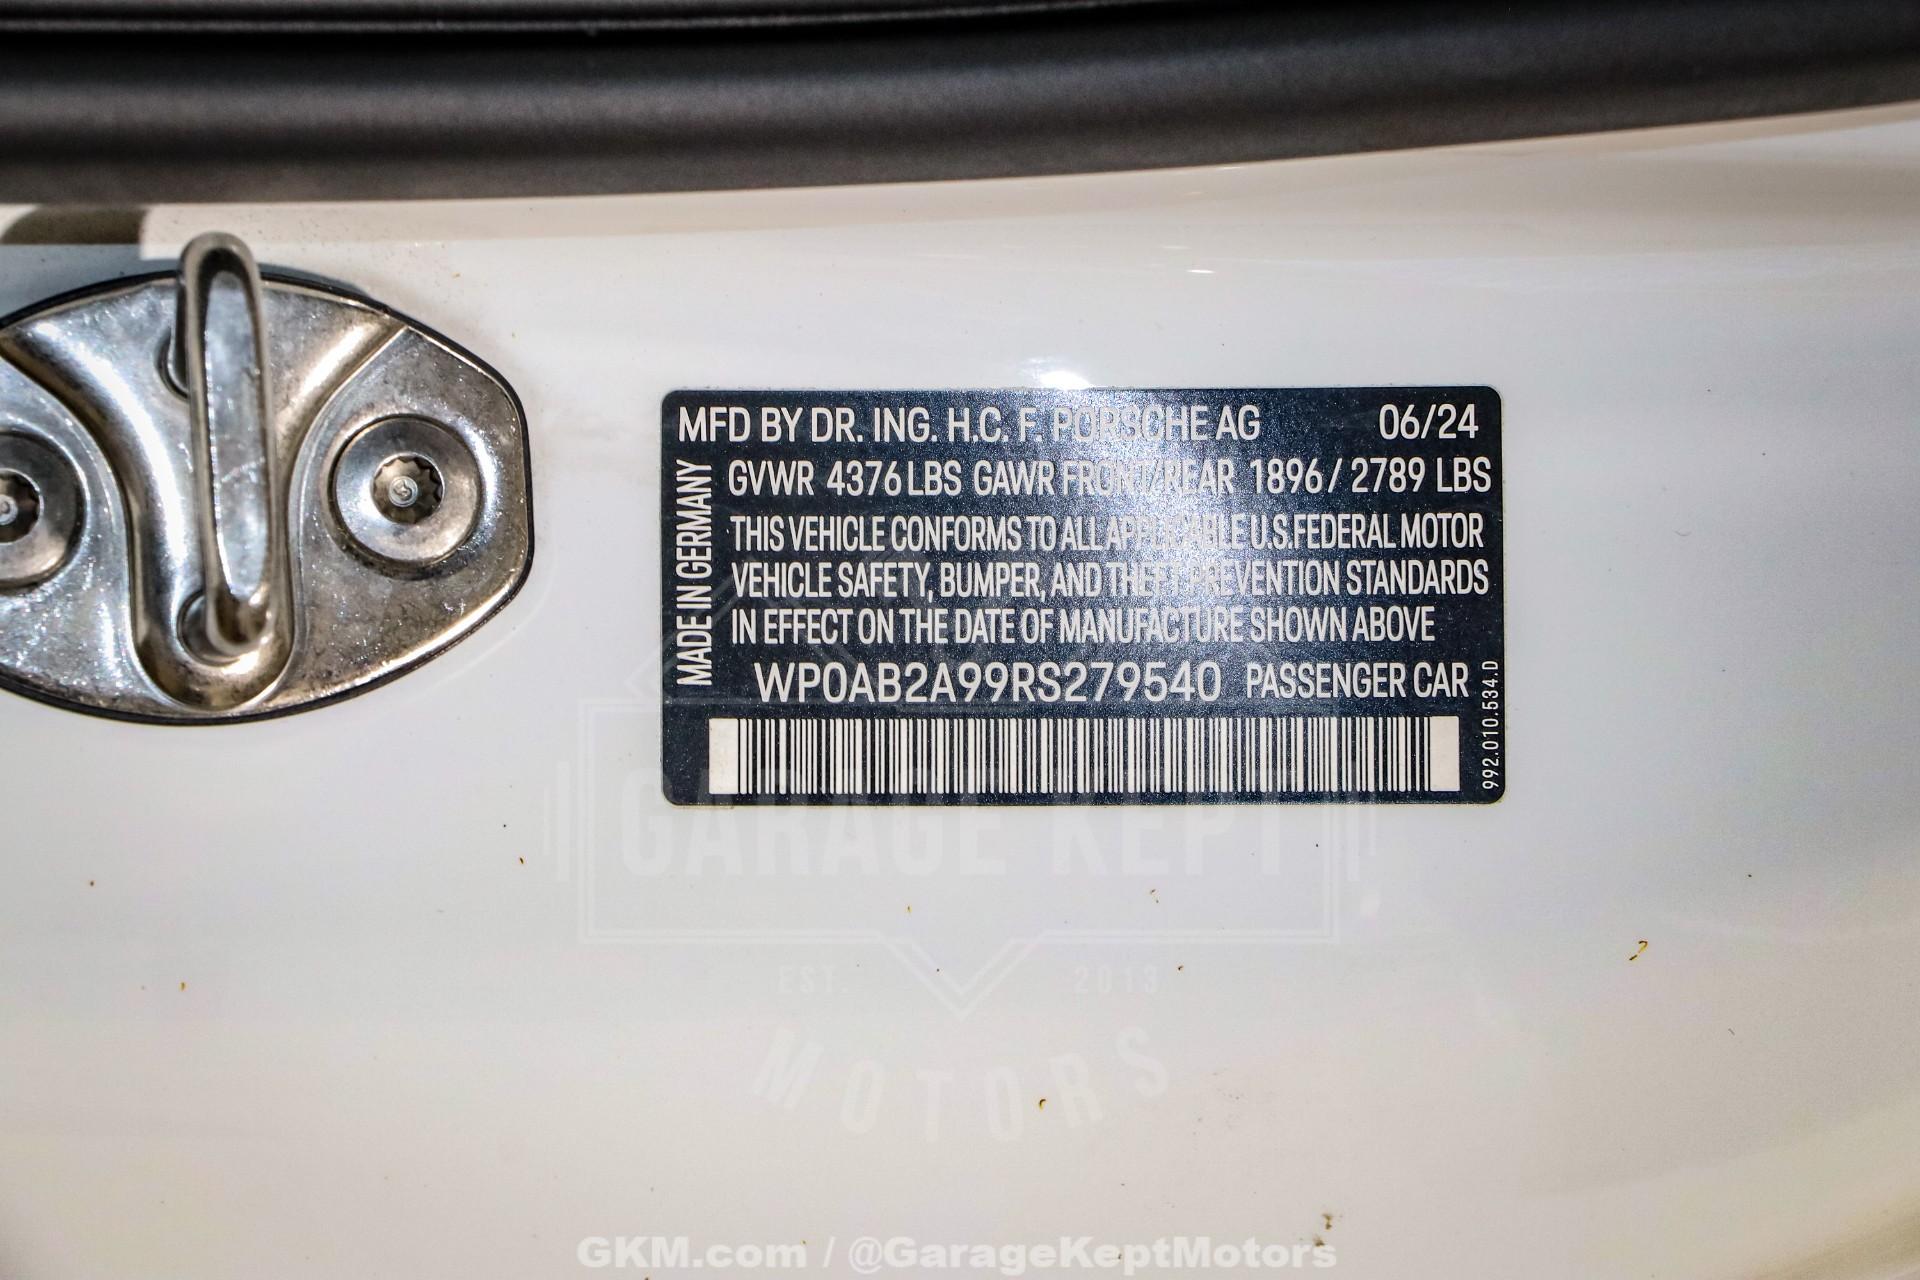 MFD BY DR. ING. H.C. F. PORSCHE AG 06/24
GVWR 4376 LBS GAWR FRONT/REAR 1896 / 2789 LBS
THIS VEHICLE CONFORMS TO ALL APPLICABLE U.S. FEDERAL MOTOR
VEHICLE SAFETY, BUMPER, AND THEFT PREVENTION STANDARDS
IN EFFECT ON THE DATE OF MANUFACTURE SHOWN ABOVE
WP0AB2A99RS279540 PASSENGER CAR
MADE IN GERMANY
992.010.534.D
GARAGE KEPT
EST. 2013
MOTORS
GKM.com / @GarageKeptMotors